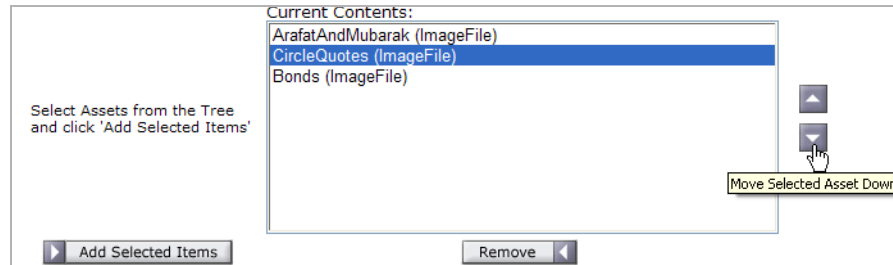 Current Contents:
ArafatAndMubarak (ImageFile)
CircleQuotes (ImageFile)
Bonds (ImageFile)
Select Assets from the Tree
and click 'Add Selected Items'
Move Selected Asset Down
Add Selected Items
Remove